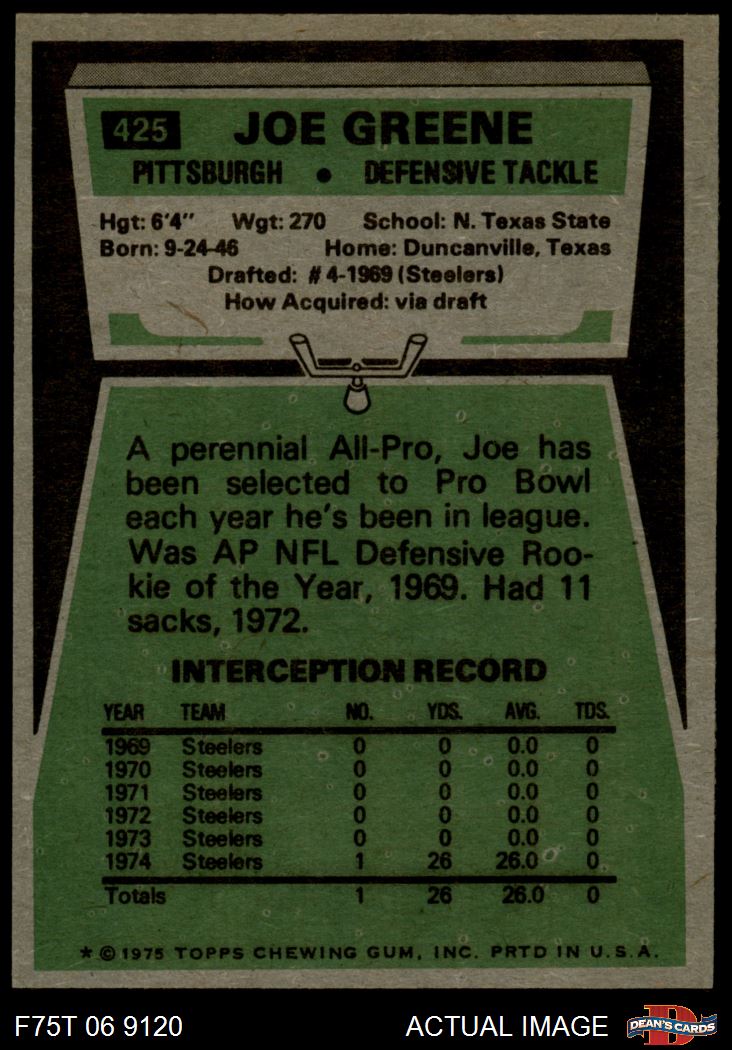 425 JOE GREENE
PITTSBURGH • DEFENSIVE TACKLE
Hgt: 6'4" Wgt: 270 School: N. Texas State
Born: 9-24-46 Home: Duncanville, Texas
Drafted: #4-1969 (Steelers)
How Acquired: via draft
A perennial All-Pro, Joe has
been selected to Pro Bowl
each year he's been in league.
Was AP NFL Defensive Roo-
kie of the Year, 1969. Had 11
sacks, 1972.
INTERCEPTION RECORD
YEAR TEAM NO. YDS. AVG. TDS.
1969 Steelers 0 0 0.0 0
1970 Steelers 0 0 0.0 0
1971 Steelers 0 0 0.0 0
1972 Steelers 0 0 0.0 0
1973 Steelers 0 0 0.0 0
1974 Steelers 1 26 26.0 0
Totals 1 26 26.0 0
* © 1975 TOPPS CHEWING GUM, INC. PRTD IN U.S.A.
F75T 06 9120 ACTUAL IMAGE D DEAN'S CARDS